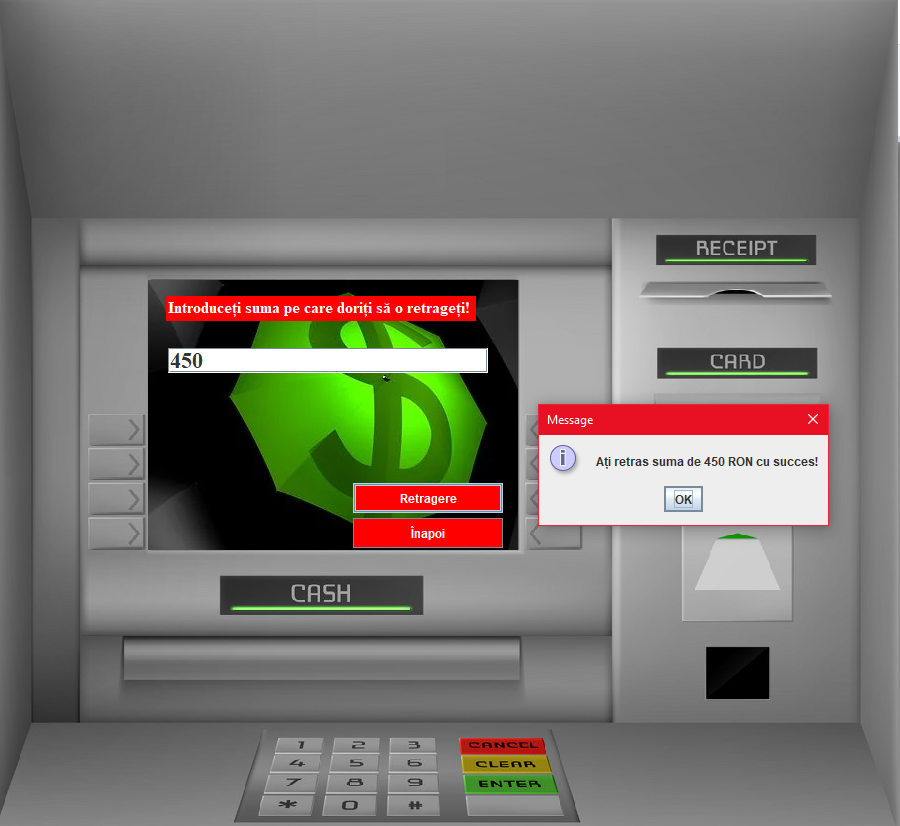 RECEIPT
Introduceți suma pe care doriți să o retrageți!
450
CARD
Message
Ați retras suma de 450 RON cu succes!
OK
Retragere
Înapoi
CASH
1 2 3 CANCEL
4 5 6 CLEAR
7 8 9 ENTER
* 0 #